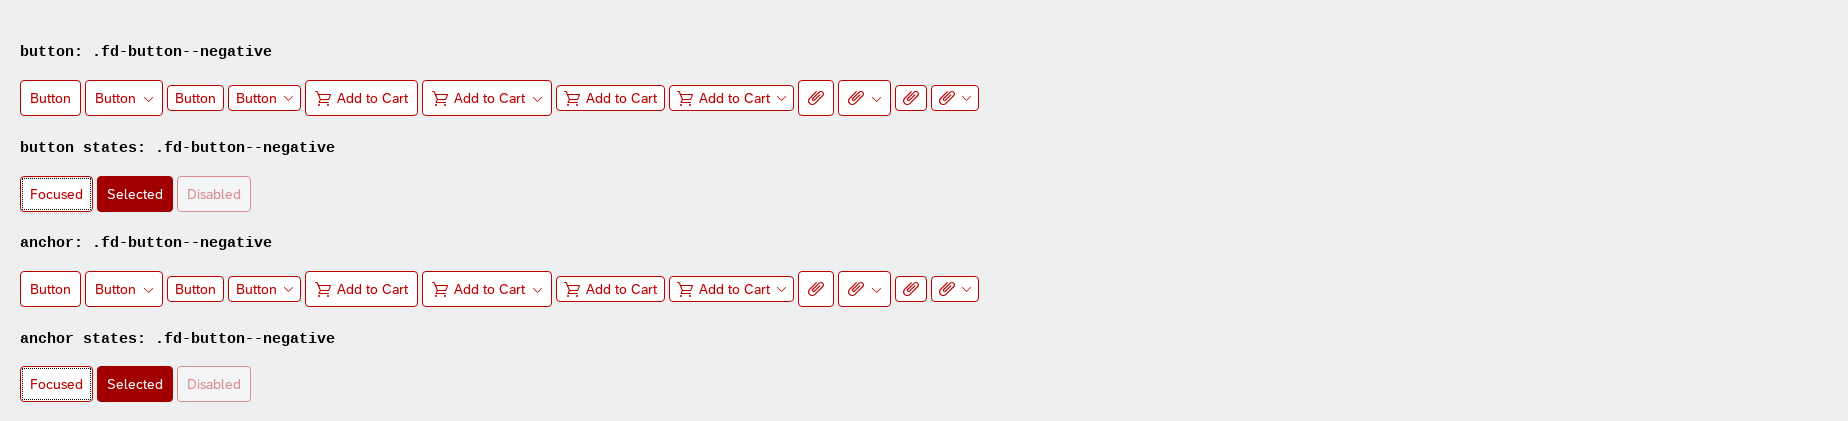 button: .fd-button--negative
Button Button Button Button Add to Cart Add to Cart Add to Cart Add to Cart
button states: .fd-button--negative
Focused Selected Disabled
anchor: .fd-button--negative
Button Button Button Button Add to Cart Add to Cart Add to Cart Add to Cart
anchor states: .fd-button--negative
Focused Selected Disabled